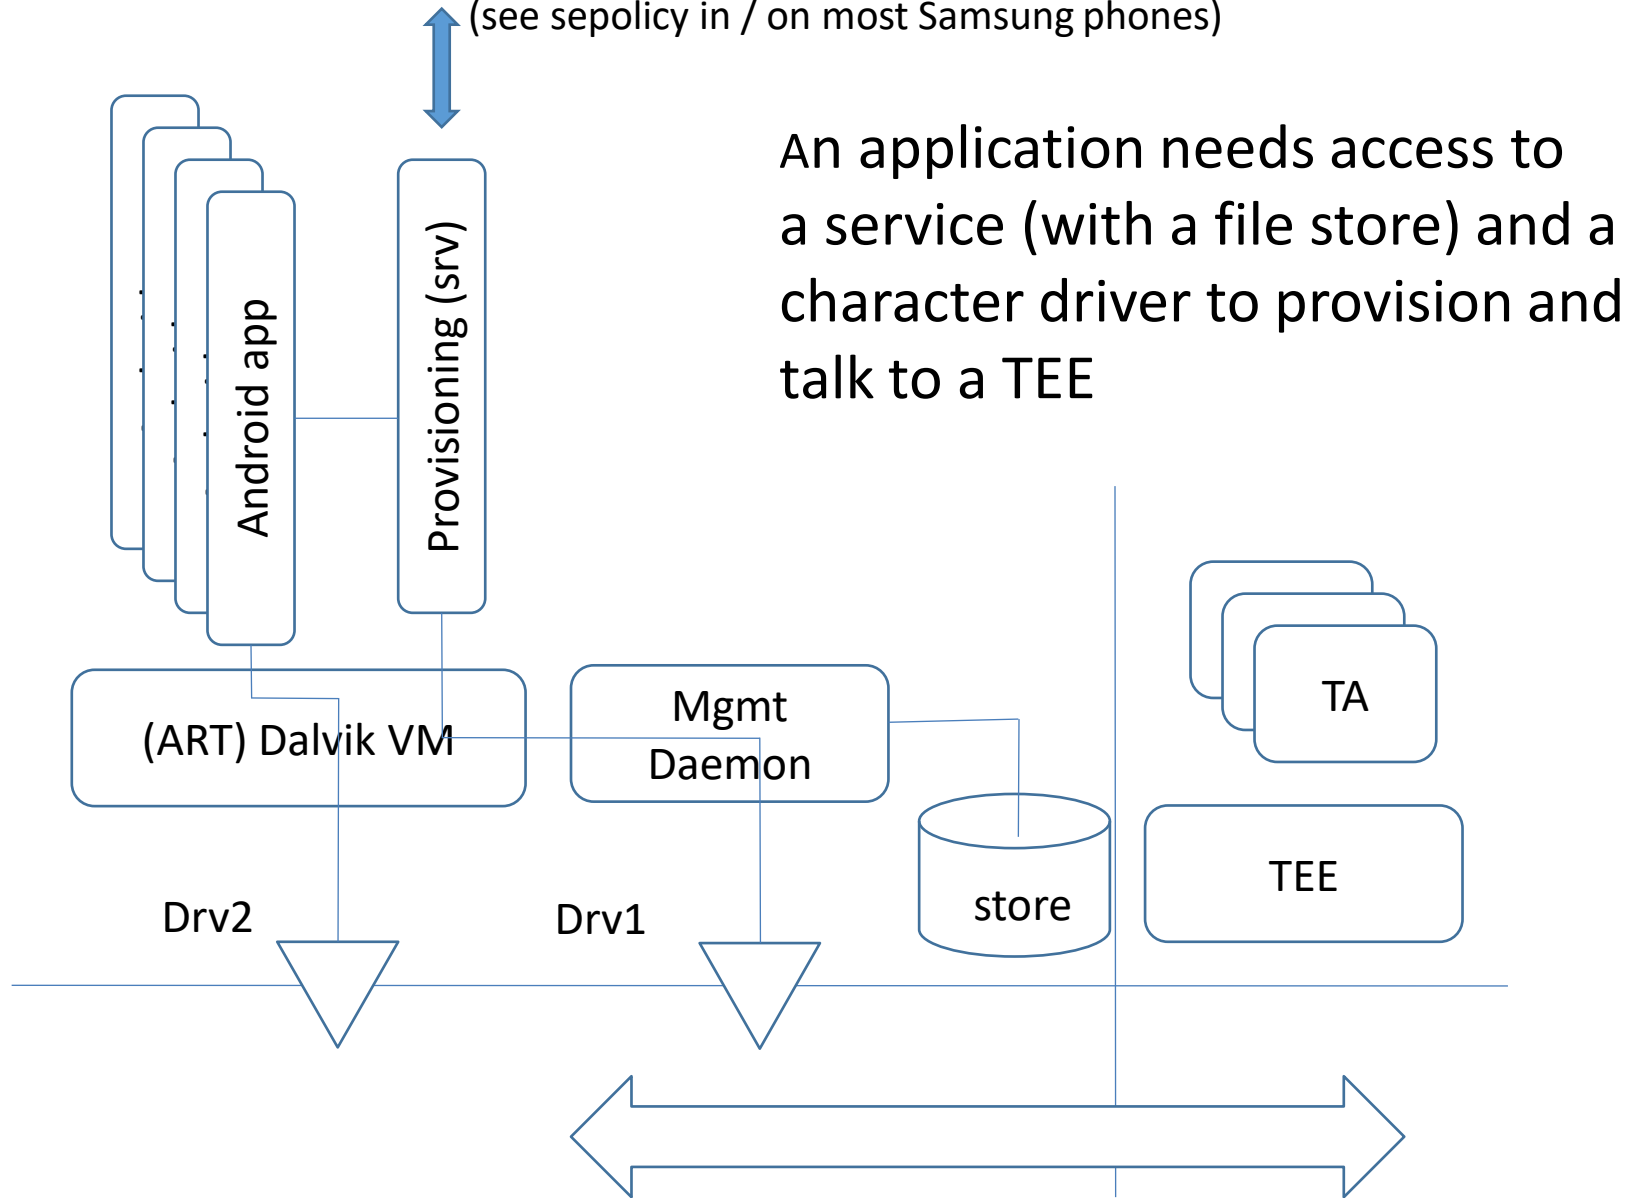 (see sepolicy in / on most Samsung phones)
An application needs access to
a service (with a file store) and a
character driver to provision and
talk to a TEE
Android app
Provisioning (srv)
(ART) Dalvik VM
Mgmt
Daemon
TA
TEE
store
Drv2
Drv1